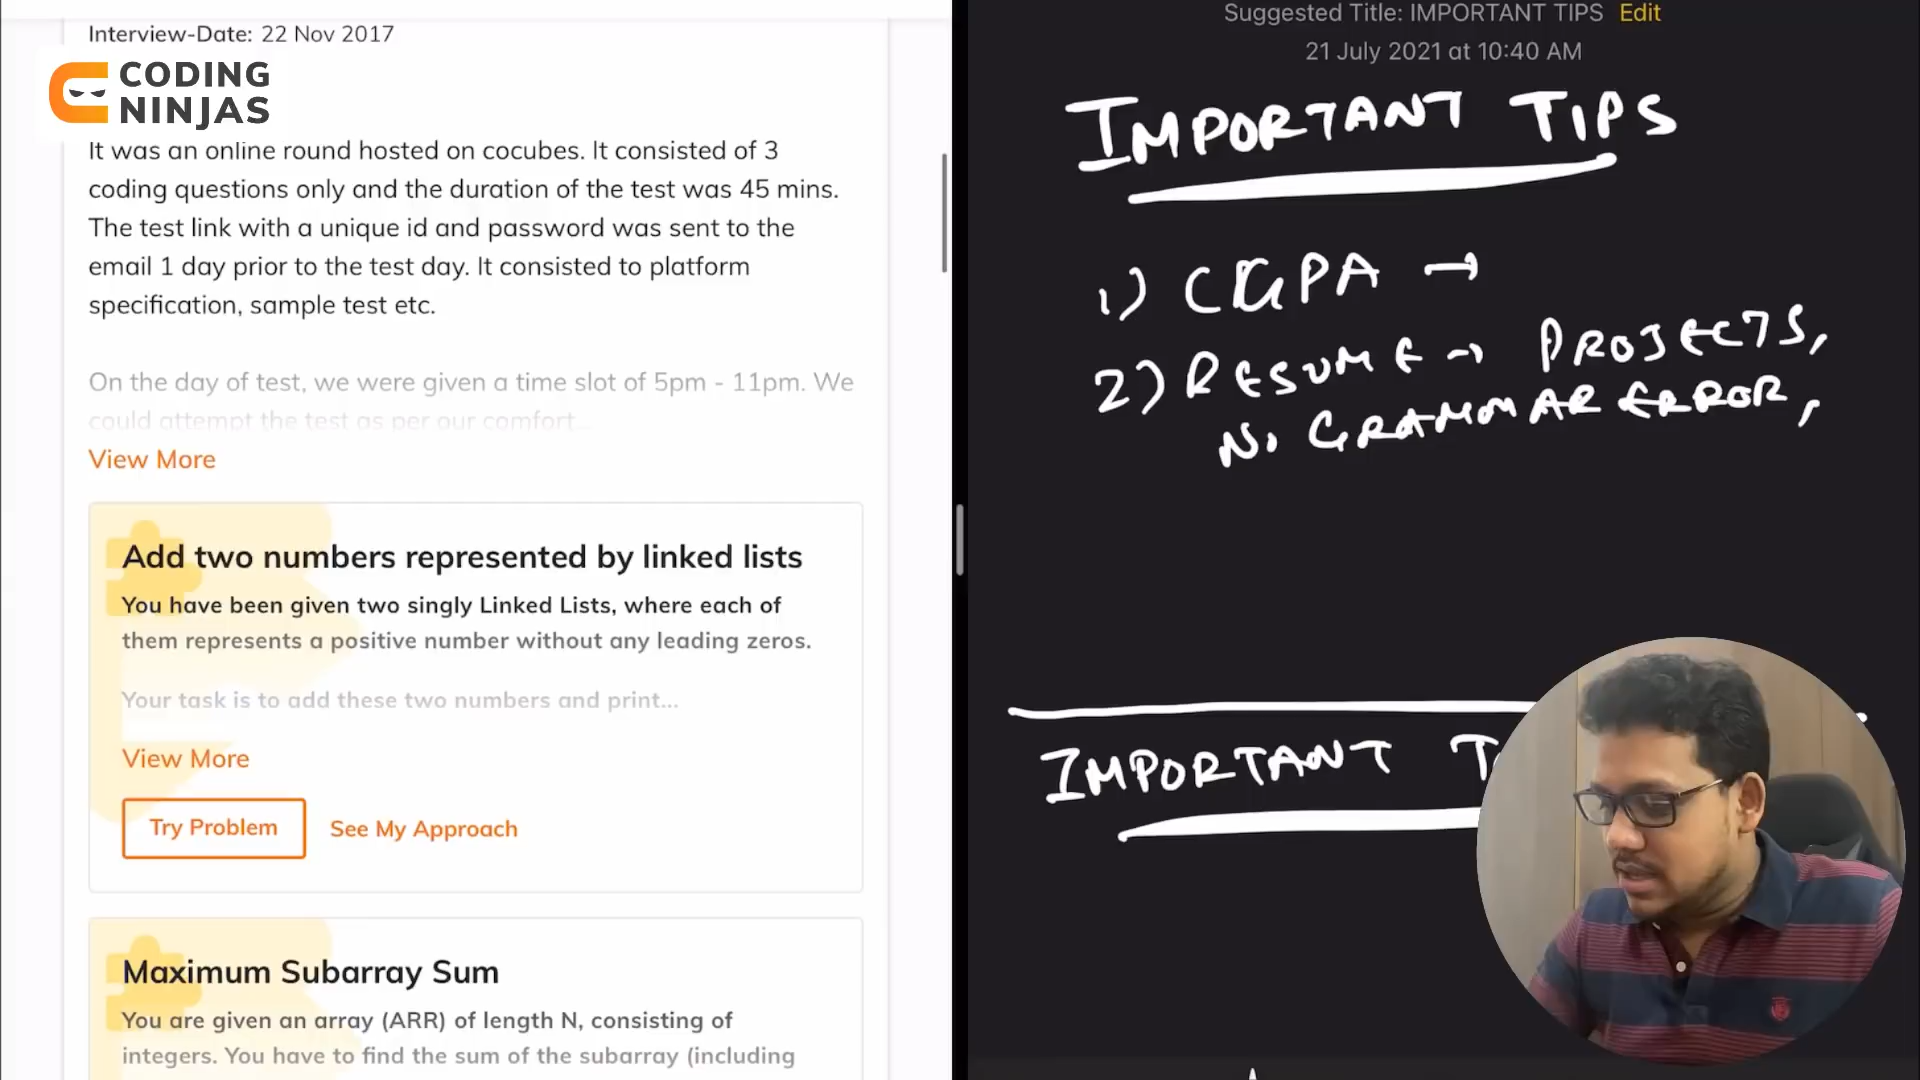 Interview-Date: 22 Nov 2017
CODING
NINJAS
It was an online round hosted on cocubes. It consisted of 3
coding questions only and the duration of the test was 45 mins.
The test link with a unique id and password was sent to the
email 1 day prior to the test day. It consisted to platform
specification, sample test etc.
On the day of test, we were given a time slot of 5pm - 11pm. We
could attempt the test as per our comfort...
View More
Add two numbers represented by linked lists
You have been given two singly Linked Lists, where each of
them represents a positive number without any leading zeros.
Your task is to add these two numbers and print...
View More
Try Problem See My Approach
Maximum Subarray Sum
You are given an array (ARR) of length N, consisting of
integers. You have to find the sum of the subarray (including
Suggested Title: IMPORTANT TIPS Edit
21 July 2021 at 10:40 AM
IMPORTANT TIPS
1) CGPA →
2) RESUME → PROJECTS,
NO GRAMMAR ERROR,
IMPORTANT